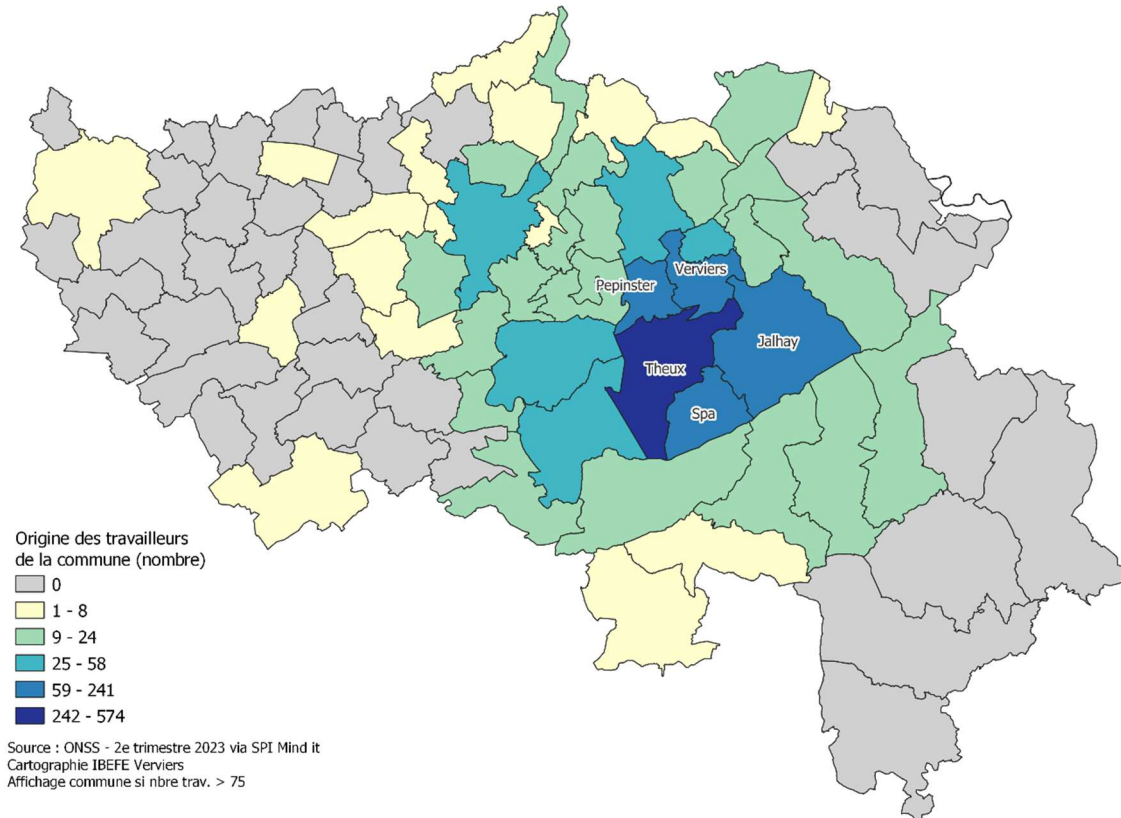 Verviers
Pepinster
Jalhay
Theux
Spa
Origine des travailleurs
de la commune (nombre)
0
1 - 8
9 - 24
25 - 58
59 - 241
242 - 574
Source : ONSS - 2e trimestre 2023 via SPI Mind it
Cartographie IBEFE Verviers
Affichage commune si nbre trav. > 75